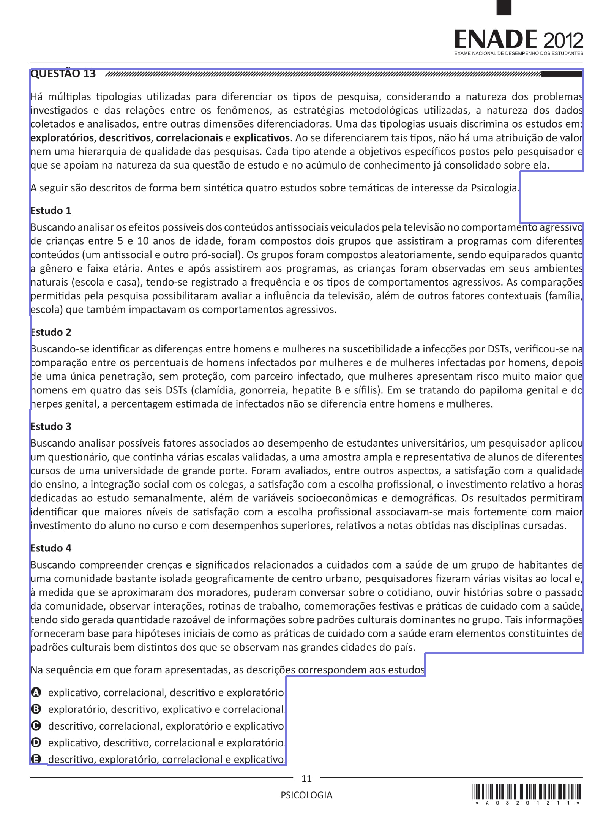 ENADE 2012
EXAME NACIONAL DE DESEMPENHO DOS ESTUDANTES
QUESTÃO 13
Há múltiplas tipologias utilizadas para diferenciar os tipos de pesquisa, considerando a natureza dos problemas
investigados e das relações entre os fenômenos, as estratégias metodológicas utilizadas, a natureza dos dados
coletados e analisados, entre outras dimensões diferenciadoras. Uma das tipologias usuais discrimina os estudos em:
exploratórios, descritivos, correlacionais e explicativos. Ao se diferenciarem tais tipos, não há uma atribuição de valor
nem uma hierarquia de qualidade das pesquisas. Cada tipo atende a objetivos específicos postos pelo pesquisador e
que se apoiam na natureza da sua questão de estudo e no acúmulo de conhecimento já consolidado sobre ela.
A seguir são descritos de forma bem sintética quatro estudos sobre temáticas de interesse da Psicologia.
Estudo 1
Buscando analisar os efeitos possíveis dos conteúdos antissociais veiculados pela televisão no comportamento agressivo
de crianças entre 5 e 10 anos de idade, foram compostos dois grupos que assistiram a programas com diferentes
conteúdos (um antissocial e outro pró-social). Os grupos foram compostos aleatoriamente, sendo equiparados quanto
a gênero e faixa etária. Antes e após assistirem aos programas, as crianças foram observadas em seus ambientes
naturais (escola e casa), tendo-se registrado a frequência e os tipos de comportamentos agressivos. As comparações
permitidas pela pesquisa possibilitaram avaliar a influência da televisão, além de outros fatores contextuais (família,
escola) que também impactavam os comportamentos agressivos.
Estudo 2
Buscando-se identificar as diferenças entre homens e mulheres na suscetibilidade a infecções por DSTs, verificou-se na
comparação entre os percentuais de homens infectados por mulheres e de mulheres infectadas por homens, depois
de uma única penetração, sem proteção, com parceiro infectado, que mulheres apresentam risco muito maior que
homens em quatro das seis DSTs (clamídia, gonorreia, hepatite B e sífilis). Em se tratando do papiloma genital e do
herpes genital, a percentagem estimada de infectados não se diferencia entre homens e mulheres.
Estudo 3
Buscando analisar possíveis fatores associados ao desempenho de estudantes universitários, um pesquisador aplicou
um questionário, que continha várias escalas validadas, a uma amostra ampla e representativa de alunos de diferentes
cursos de uma universidade de grande porte. Foram avaliados, entre outros aspectos, a satisfação com a qualidade
do ensino, a integração social com os colegas, a satisfação com a escolha profissional, o investimento relativo a horas
dedicadas ao estudo semanalmente, além de variáveis socioeconômicas e demográficas. Os resultados permitiram
identificar que maiores níveis de satisfação com a escolha profissional associavam-se mais fortemente com maior
investimento do aluno no curso e com desempenhos superiores, relativos a notas obtidas nas disciplinas cursadas.
Estudo 4
Buscando compreender crenças e significados relacionados a cuidados com a saúde de um grupo de habitantes de
uma comunidade bastante isolada geograficamente de centro urbano, pesquisadores fizeram várias visitas ao local e,
à medida que se aproximaram dos moradores, puderam conversar sobre o cotidiano, ouvir histórias sobre o passado
da comunidade, observar interações, rotinas de trabalho, comemorações festivas e práticas de cuidado com a saúde,
tendo sido gerada quantidade razoável de informações sobre padrões culturais dominantes no grupo. Tais informações
forneceram base para hipóteses iniciais de como as práticas de cuidado com a saúde eram elementos constituintes de
padrões culturais bem distintos dos que se observam nas grandes cidades do país.
Na sequência em que foram apresentadas, as descrições correspondem aos estudos
A explicativo, correlacional, descritivo e exploratório
B exploratório, descritivo, explicativo e correlacional
C descritivo, correlacional, exploratório e explicativo
D explicativo, descritivo, correlacional e exploratório
E descritivo, exploratório, correlacional e explicativo
11
PSICOLOGIA
* A 0 8 2 0 1 2 1 1 *